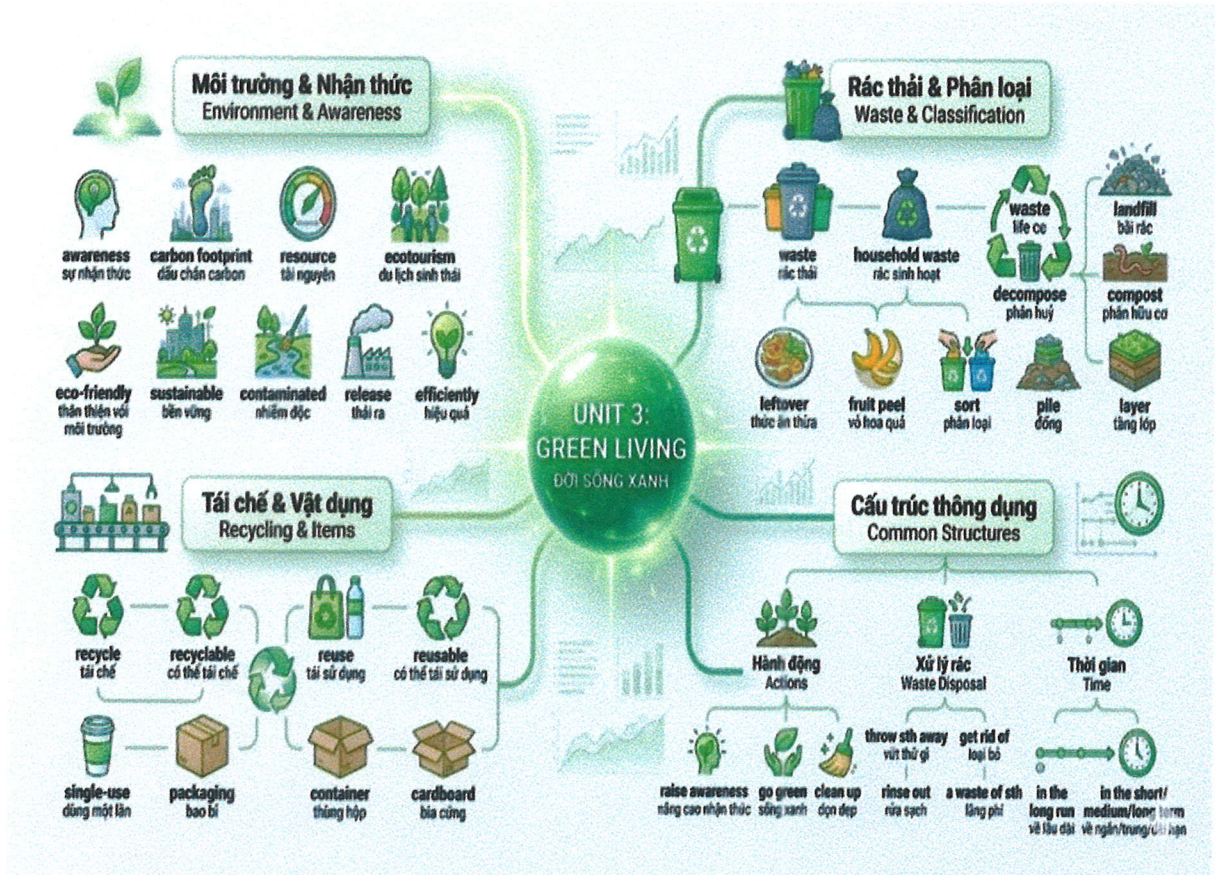 Môi trường & Nhận thức
Environment & Awareness
awareness
sự nhận thức
carbon footprint
dấu chân carbon
resource
tài nguyên
ecotourism
du lịch sinh thái
eco-friendly
thân thiện với
môi trường
sustainable
bền vững
contaminated
nhiễm độc
release
thải ra
efficiently
hiệu quả
Rác thải & Phân loại
Waste & Classification
waste
rác thải
household waste
rác sinh hoạt
waste
life ce
decompose
phân huỷ
landfill
bãi rác
compost
phân hữu cơ
leftover
thức ăn thừa
fruit peel
vỏ hoa quả
sort
phân loại
pile
đống
layer
tầng lớp
UNIT 3:
GREEN LIVING
ĐỜI SỐNG XANH
Tái chế & Vật dụng
Recycling & Items
recycle
tái chế
recyclable
có thể tái chế
reuse
tái sử dụng
reusable
có thể tái sử dụng
single-use
dùng một lần
packaging
bao bì
container
thùng hộp
cardboard
bìa cứng
Cấu trúc thông dụng
Common Structures
Hành động
Actions
Xử lý rác
Waste Disposal
Thời gian
Time
raise awareness
nâng cao nhận thức
go green
sống xanh
clean up
dọn dẹp
throw sth away
vứt thứ gì
get rid of
loại bỏ
rinse out
rửa sạch
a waste of sth
lãng phí
in the
long run
về lâu dài
in the short/
medium/long term
về ngắn/trung/dài hạn